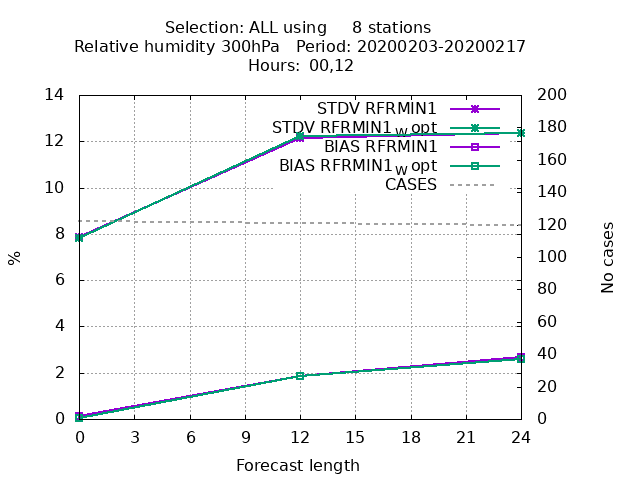 Selection: ALL using 8 stations
Relative humidity 300hPa Period: 20200203-20200217
Hours: 00,12
14 200
STDV RFRMIN1
180
STDV RFRMIN1w opt
12
BIAS RFRMIN1
160
BIAS RFRMIN1w opt
CASES
10 140
120
8
100
%
No cases
6 80
4 60
40
2
20
0 0
0 3 6 9 12 15 18 21 24
Forecast length